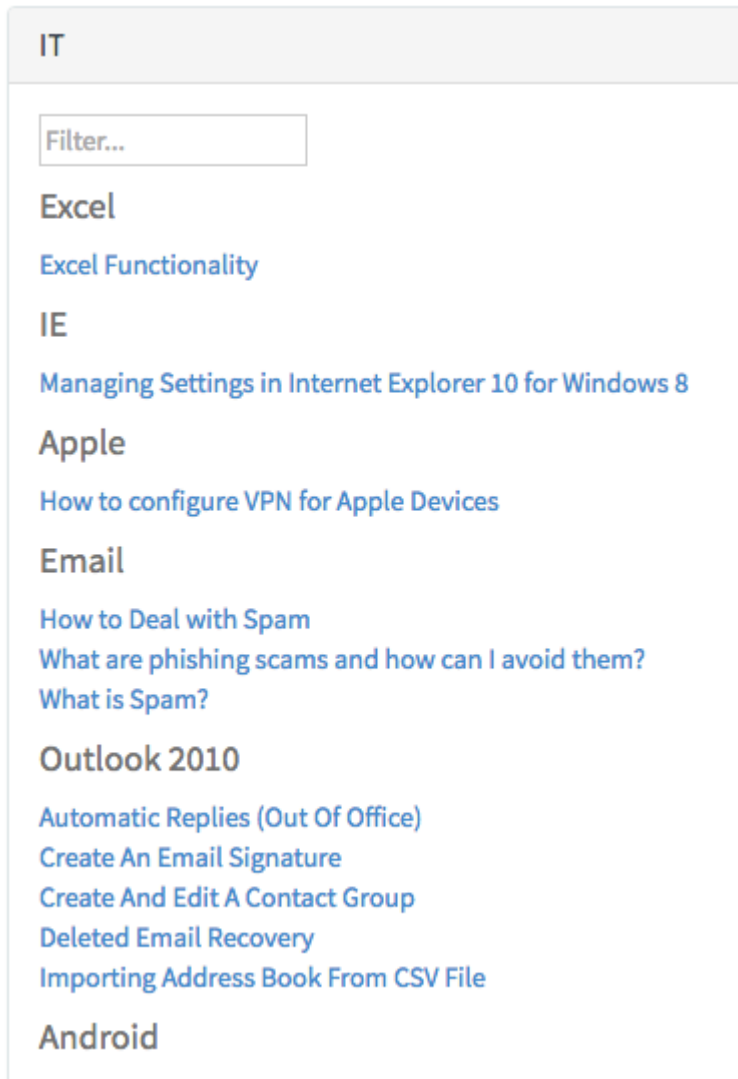 IT
Filter...
Excel
Excel Functionality
IE
Managing Settings in Internet Explorer 10 for Windows 8
Apple
How to configure VPN for Apple Devices
Email
How to Deal with Spam
What are phishing scams and how can I avoid them?
What is Spam?
Outlook 2010
Automatic Replies (Out Of Office)
Create An Email Signature
Create And Edit A Contact Group
Deleted Email Recovery
Importing Address Book From CSV File
Android